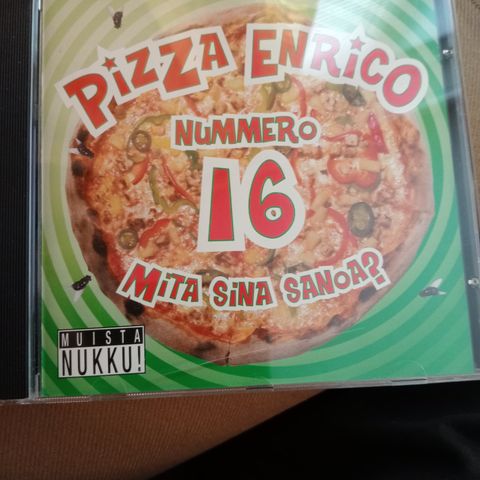 PiZZA ENRiCO
NUMMERO
16
MiTA SiNA SANOA?
MUISTA
NUKKU!